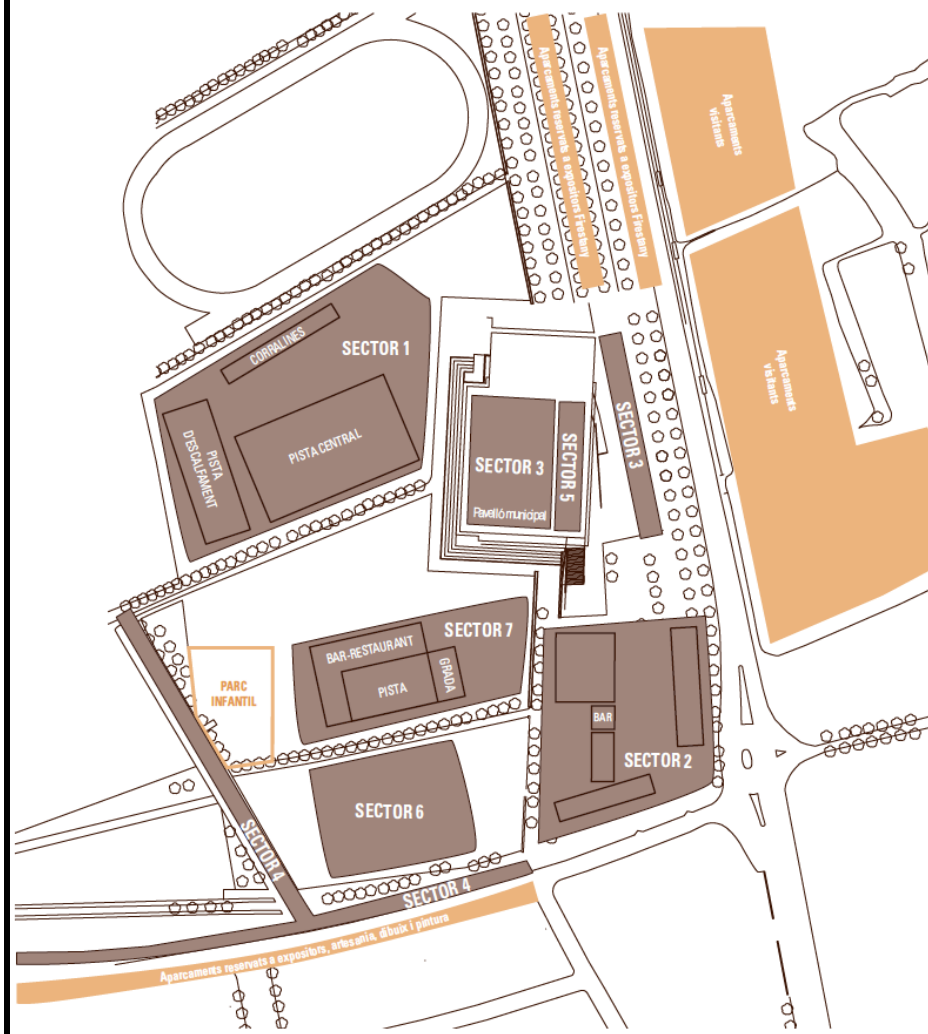 Aparcaments reservats a expositors Firestany
Aparcaments reservats a expositors Firestany
Aparcaments
visitants
CORRALINES
SECTOR 1
PISTA
D'ESCALFAMENT
PISTA CENTRAL
SECTOR 3
Pavelló municipal
SECTOR 5
SECTOR 3
Aparcaments
visitants
SECTOR 7
BAR-RESTAURANT
PISTA
GRADA
PARC
INFANTIL
BAR
SECTOR 2
SECTOR 6
SECTOR 4
SECTOR 4
Aparcaments reservats a expositors, artesania, dibuix i pintura